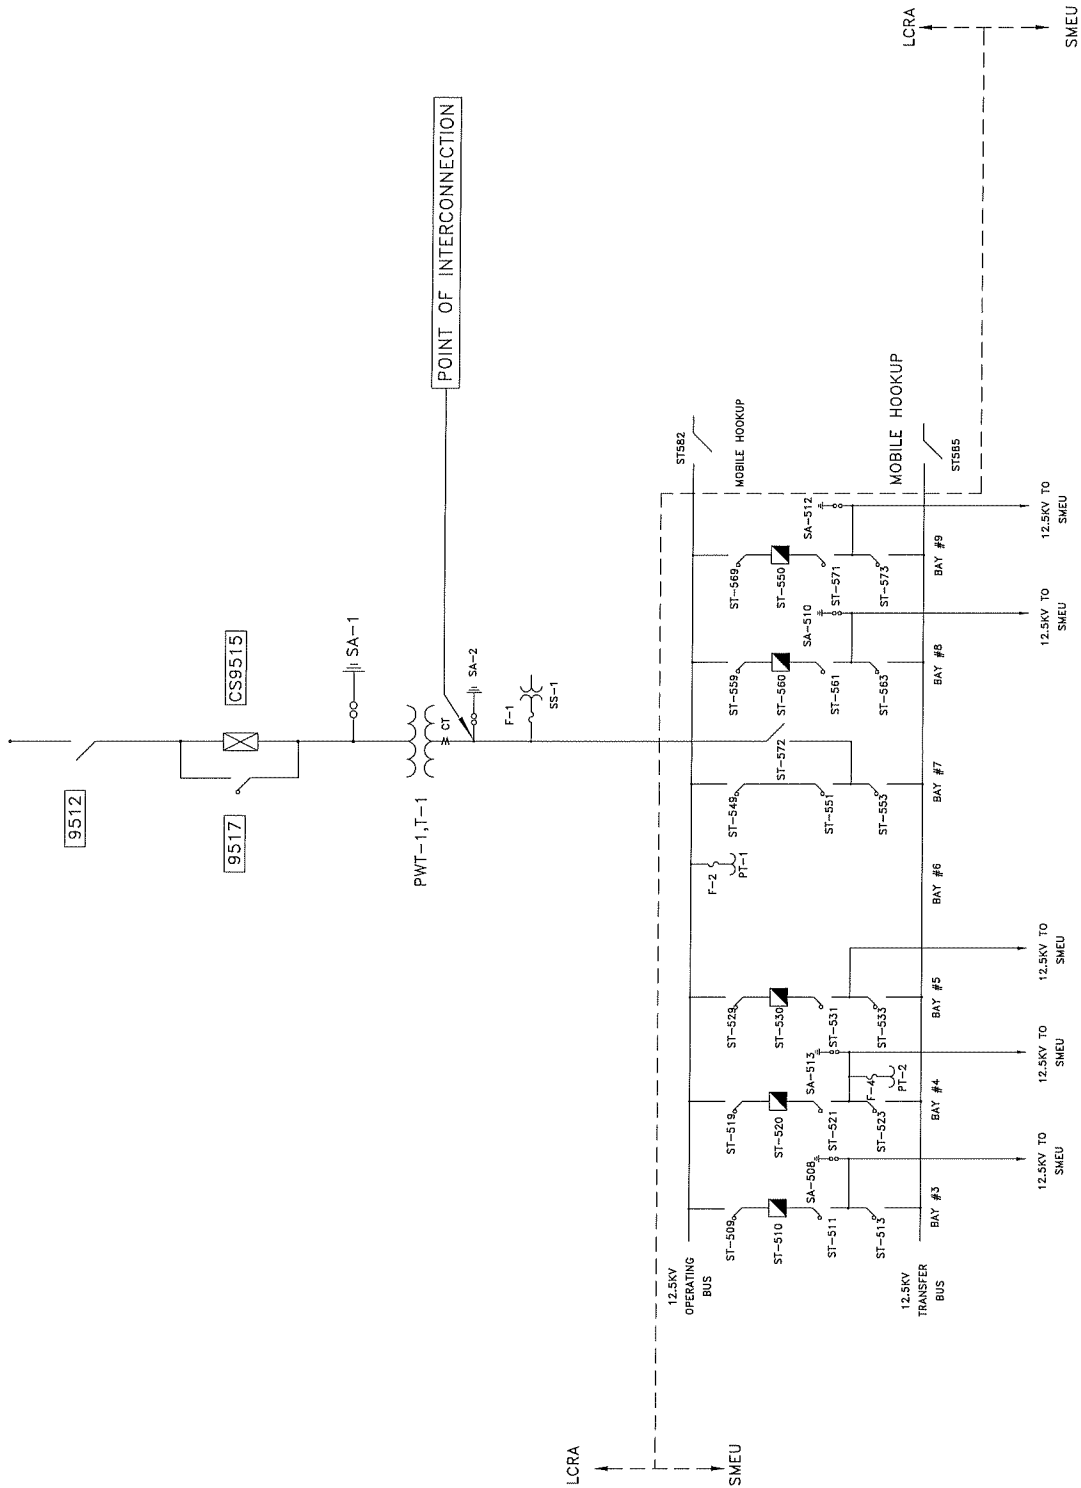 LCRA
SMEU
9512
9517
CS9515
SA-1
PWT-1,T-1
CT
POINT OF INTERCONNECTION
SA-2
F-1
SS-1
ST582
MOBILE HOOKUP
MOBILE HOOKUP
ST585
12.5KV
OPERATING
BUS
12.5KV
TRANSFER
BUS
ST-509
ST-510
ST-511
ST-513
SA-508
BAY #3
12.5KV TO
SMEU
ST-519
ST-520
ST-521
ST-523
SA-513
F-4
PT-2
BAY #4
12.5KV TO
SMEU
ST-529
ST-530
ST-531
ST-533
BAY #5
12.5KV TO
SMEU
F-2
PT-1
BAY #6
ST-549
ST-551
ST-553
ST-572
BAY #7
ST-559
ST-560
ST-561
ST-563
SA-510
BAY #8
12.5KV TO
SMEU
ST-569
ST-550
ST-571
ST-573
SA-512
BAY #9
12.5KV TO
SMEU
LCRA
SMEU